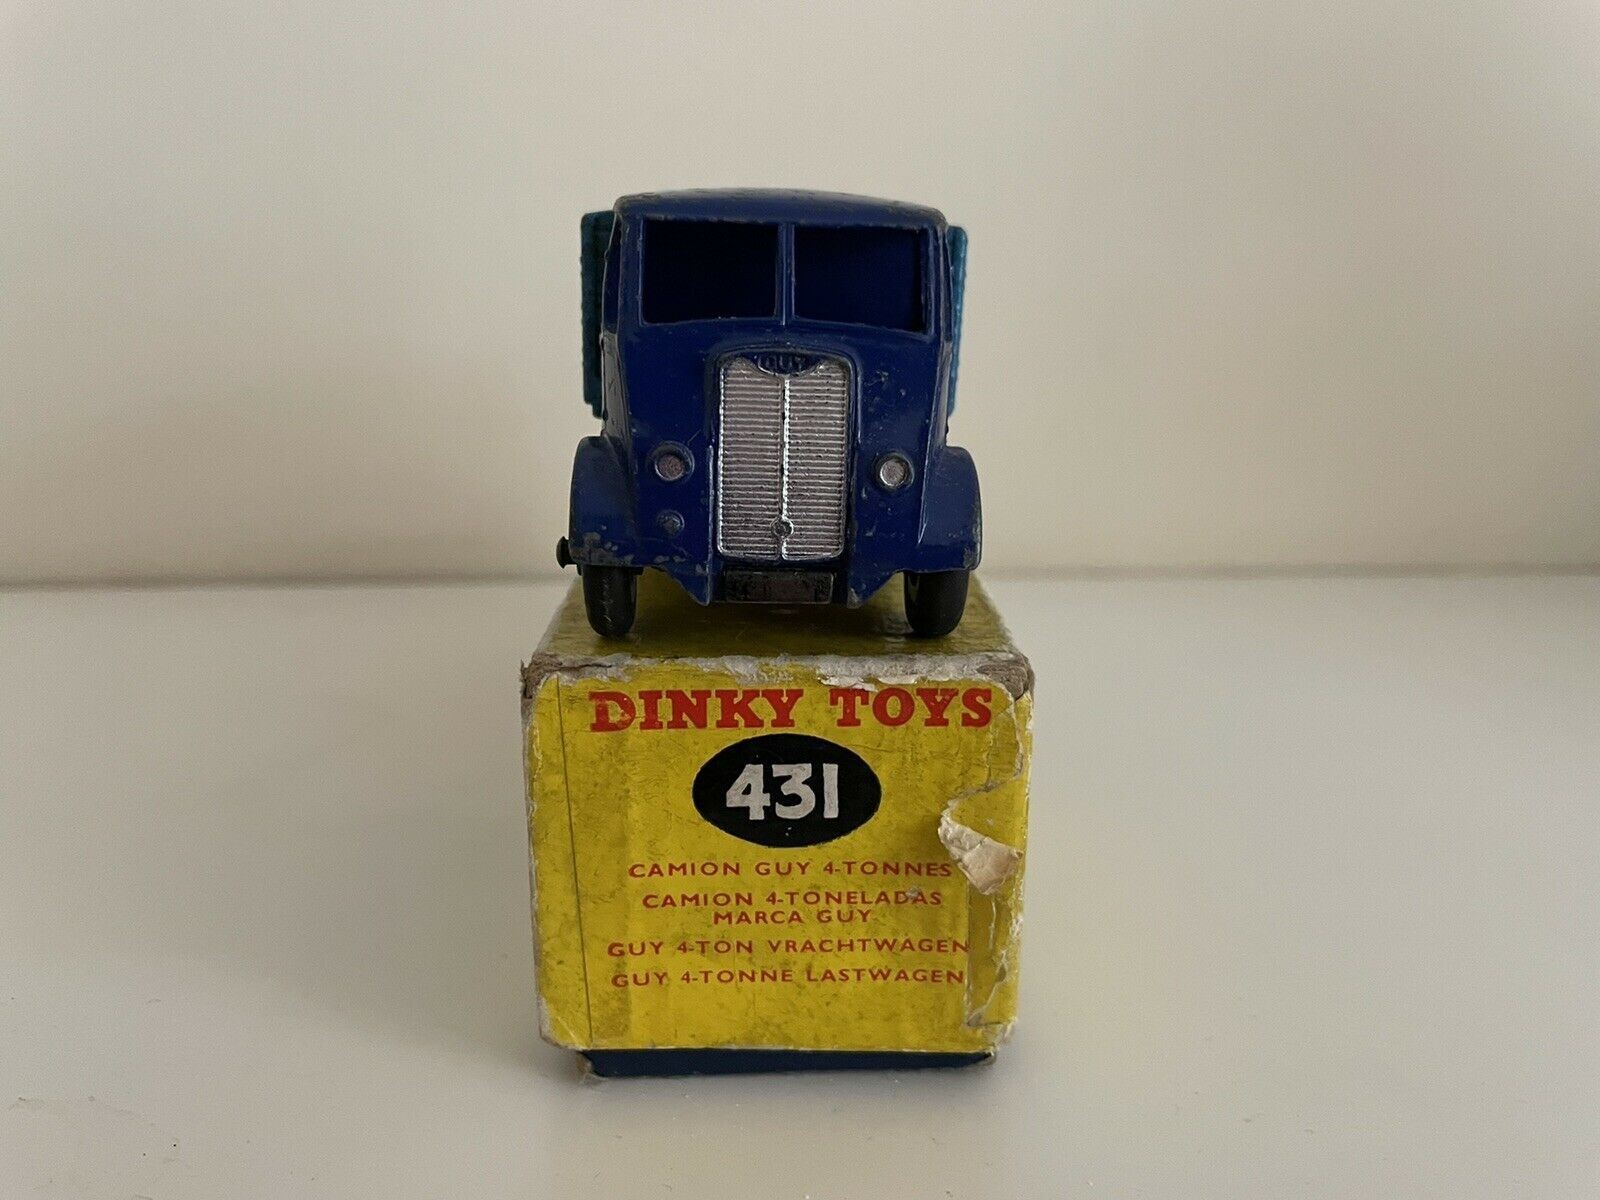 GUY
DINKY TOYS
431
CAMION GUY 4-TONNES
CAMION 4-TONELADAS
MARCA GUY
GUY 4-TON VRACHTWAGEN
GUY 4-TONNE LASTWAGEN